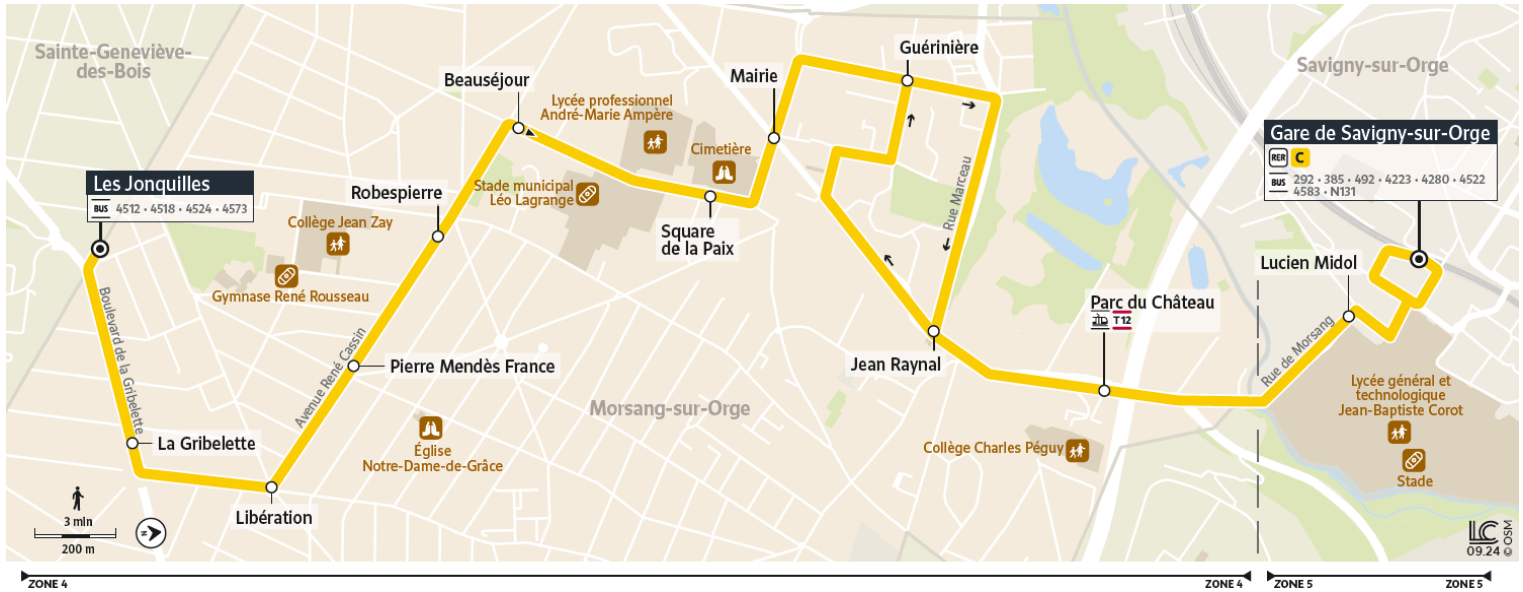 Sainte-Geneviève-
des-Bois
Savigny-sur-Orge
Guérinière
Mairie
Beauséjour
Lycée professionnel
André-Marie Ampère
Cimetière
Gare de Savigny-sur-Orge
RER C
BUS 292 • 385 • 492 • 4223 • 4280 • 4522
4583 • N131
Les Jonquilles
BUS 4512 • 4518 • 4524 • 4573
Robespierre
Stade municipal
Léo Lagrange
Collège Jean Zay
Square
de la Paix
Rue Marceau
Lucien Midol
Gymnase René Rousseau
Parc du Château
T12
Boulevard de la Gribelette
Avenue René Cassin
Pierre Mendès France
Jean Raynal
Rue de Morsang
Lycée général et
technologique
Jean-Baptiste Corot
Morsang-sur-Orge
La Gribelette
Église
Notre-Dame-de-Grâce
Collège Charles Péguy
Stade
3 min
200 m
N
Libération
LC
09.24 © OSM
ZONE 4
ZONE 4
ZONE 5
ZONE 5